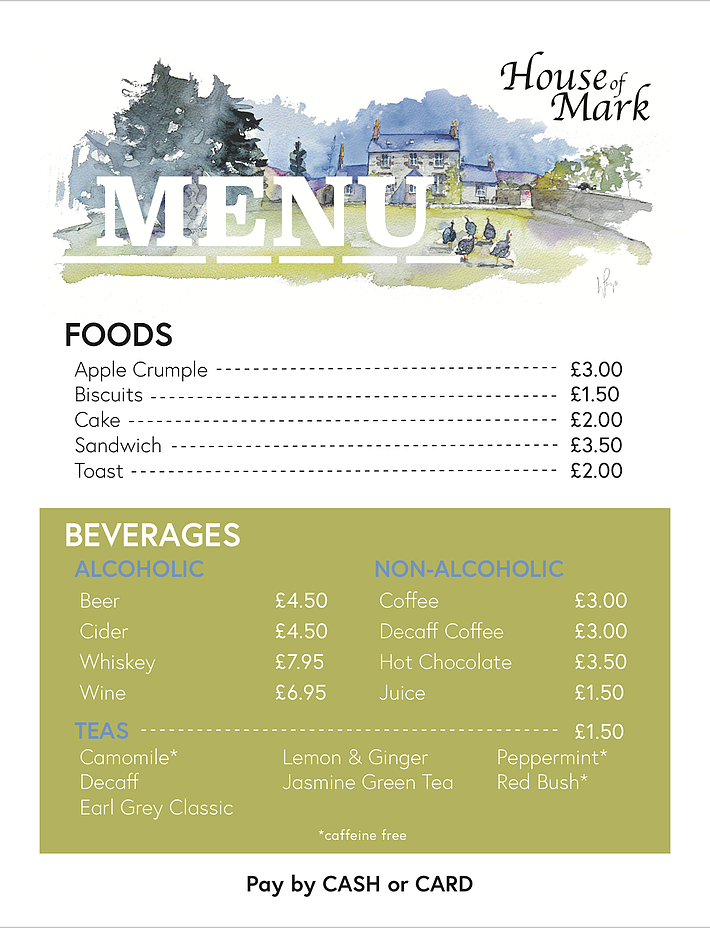 House of
Mark
MENU
FOODS
Apple Crumple £3.00
Biscuits £1.50
Cake £2.00
Sandwich £3.50
Toast £2.00
BEVERAGES
ALCOHOLIC
Beer £4.50
Cider £4.50
Whiskey £7.95
Wine £6.95
NON-ALCOHOLIC
Coffee £3.00
Decaff Coffee £3.00
Hot Chocolate £3.50
Juice £1.50
TEAS £1.50
Camomile* Lemon & Ginger Peppermint*
Decaff Jasmine Green Tea Red Bush*
Earl Grey Classic
*caffeine free
Pay by CASH or CARD